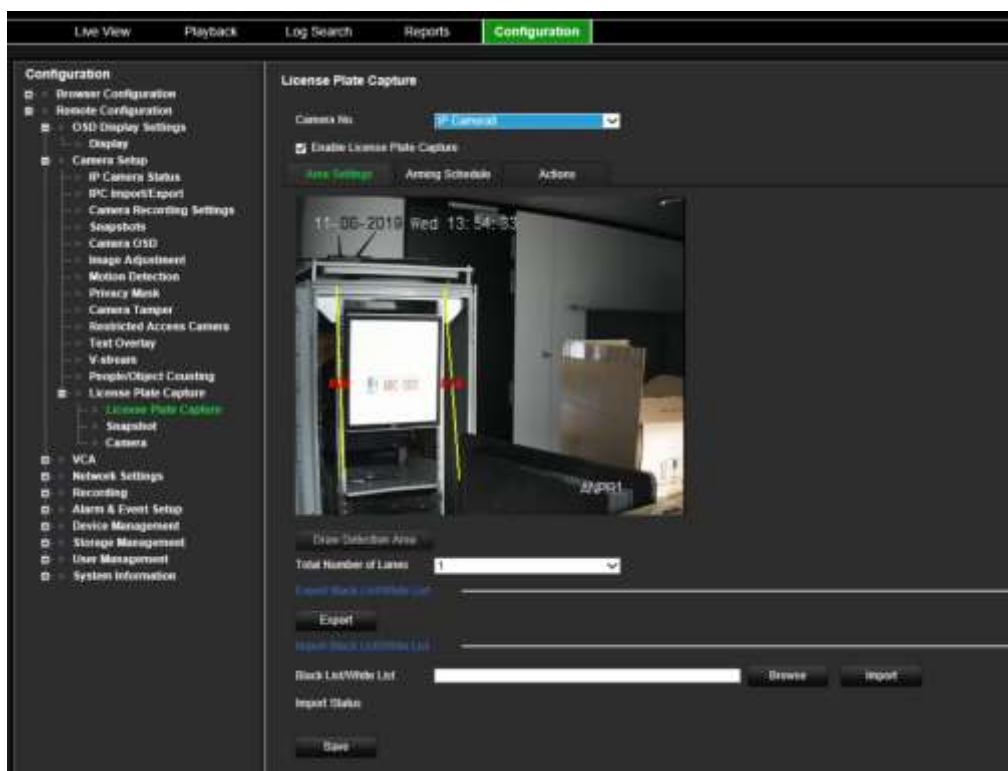 Live View Playback Log Search Reports Configuration
Configuration
Browser Configuration
Remote Configuration
OSD Display Settings
Display
Camera Setup
IP Camera Status
IPC Import/Export
Camera Recording Settings
Snapshots
Camera OSD
Image Adjustment
Motion Detection
Privacy Mask
Camera Tamper
Restricted Access Camera
Text Overlay
V-stream
People/Object Counting
License Plate Capture
License Plate Capture
Snapshot
Camera
VCA
Network Settings
Recording
Alarm & Event Setup
Device Management
Storage Management
User Management
System Information
License Plate Capture
Camera No.
Enable License Plate Capture
Area Settings Arming Schedule Actions
11-06-2019 Wed 13:54:33
ANPR1
Draw Detection Area
Total Number of Lanes 1
Export Black List/White List
Export
Import Black List/White List
Black List/White List Browse Import
Import Status
Save